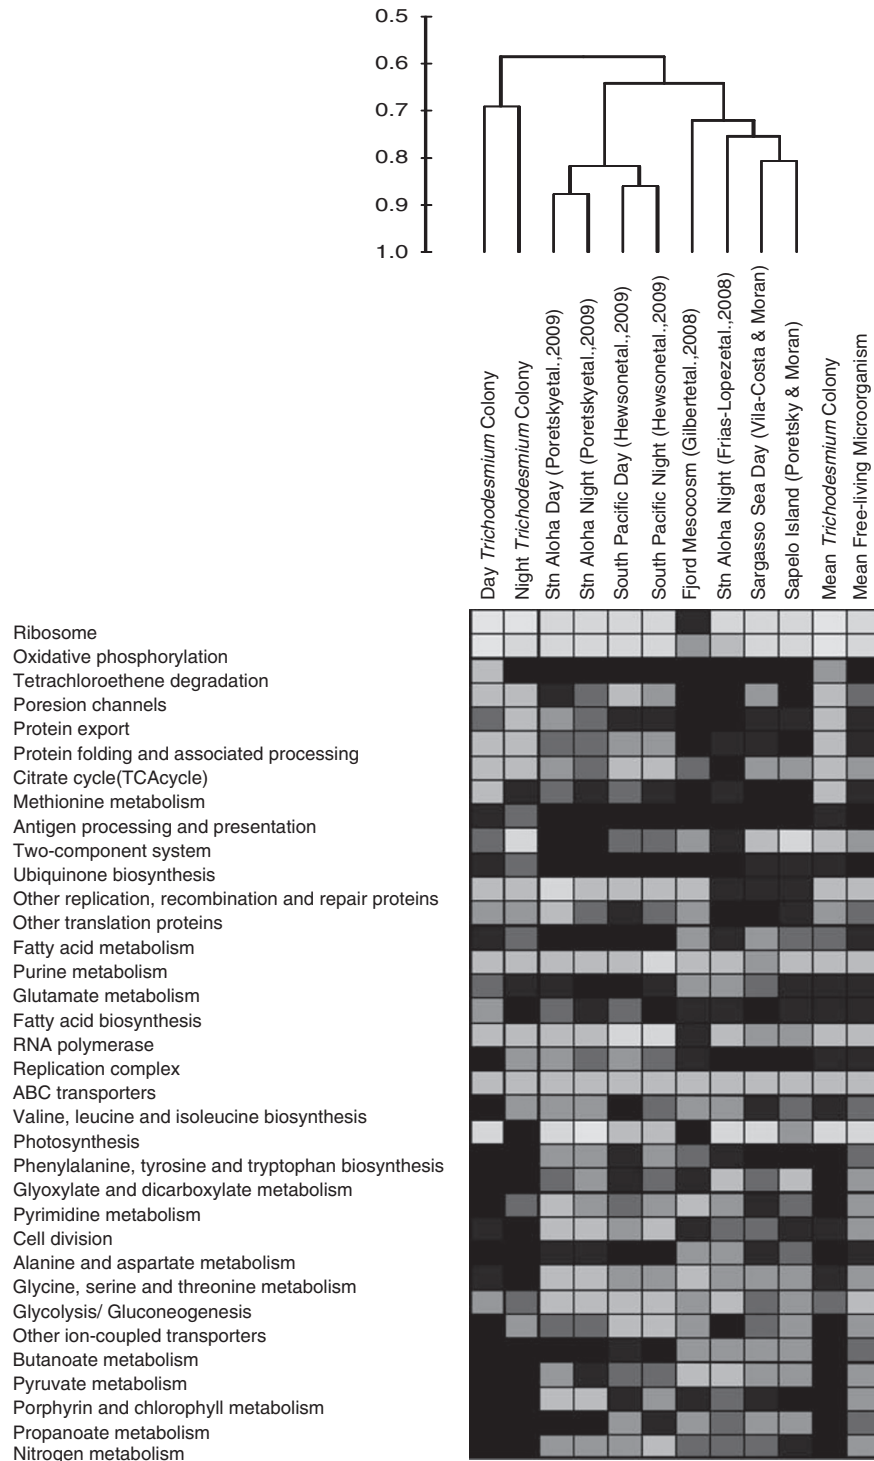 0.5
0.6
0.7
0.8
0.9
1.0
Day Trichodesmium Colony
Night Trichodesmium Colony
Stn Aloha Day (Poretskyetal.,2009)
Stn Aloha Night (Poretskyetal.,2009)
South Pacific Day (Hewsonetal.,2009)
South Pacific Night (Hewsonetal.,2009)
Fjord Mesocosm (Gilbertetal.,2008)
Stn Aloha Night (Frias-Lopezetal.,2008)
Sargasso Sea Day (Vila-Costa & Moran)
Sapelo Island (Poretsky & Moran)
Mean Trichodesmium Colony
Mean Free-living Microorganism
Ribosome
Oxidative phosphorylation
Tetrachloroethene degradation
Poresion channels
Protein export
Protein folding and associated processing
Citrate cycle(TCAcycle)
Methionine metabolism
Antigen processing and presentation
Two-component system
Ubiquinone biosynthesis
Other replication, recombination and repair proteins
Other translation proteins
Fatty acid metabolism
Purine metabolism
Glutamate metabolism
Fatty acid biosynthesis
RNA polymerase
Replication complex
ABC transporters
Valine, leucine and isoleucine biosynthesis
Photosynthesis
Phenylalanine, tyrosine and tryptophan biosynthesis
Glyoxylate and dicarboxylate metabolism
Pyrimidine metabolism
Cell division
Alanine and aspartate metabolism
Glycine, serine and threonine metabolism
Glycolysis/ Gluconeogenesis
Other ion-coupled transporters
Butanoate metabolism
Pyruvate metabolism
Porphyrin and chlorophyll metabolism
Propanoate metabolism
Nitrogen metabolism